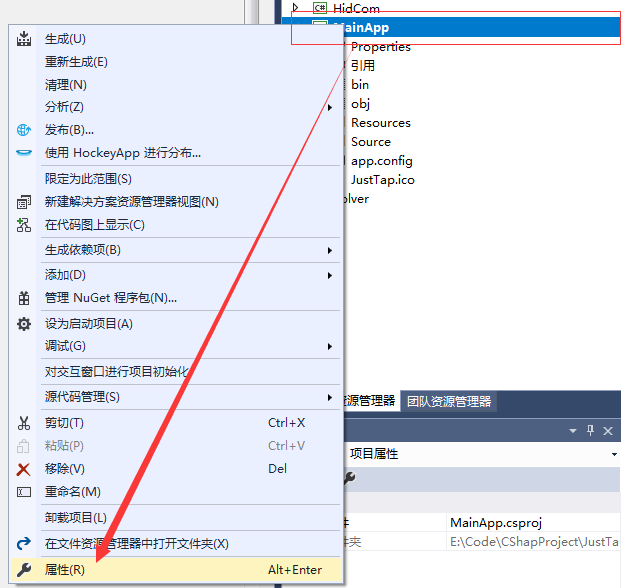 HidCom
MainApp
Properties
引用
bin
obj
Resources
Source
app.config
JustTap.ico
olver
生成(U)
重新生成(E)
清理(N)
分析(Z)
发布(B)...
使用 HockeyApp 进行分布...
限定为此范围(S)
新建解决方案资源管理器视图(N)
在代码图上显示(C)
生成依赖项(B)
添加(D)
管理 NuGet 程序包(N)...
设为启动项目(A)
调试(G)
对交互窗口进行项目初始化
源代码管理(S)
剪切(T) Ctrl+X
粘贴(P) Ctrl+V
移除(V) Del
重命名(M)
卸载项目(L)
在文件资源管理器中打开文件夹(X)
属性(R) Alt+Enter
资源管理器 团队资源管理器
项目属性
件 MainApp.csproj
件夹 E:\Code\CShapProject\JustTa